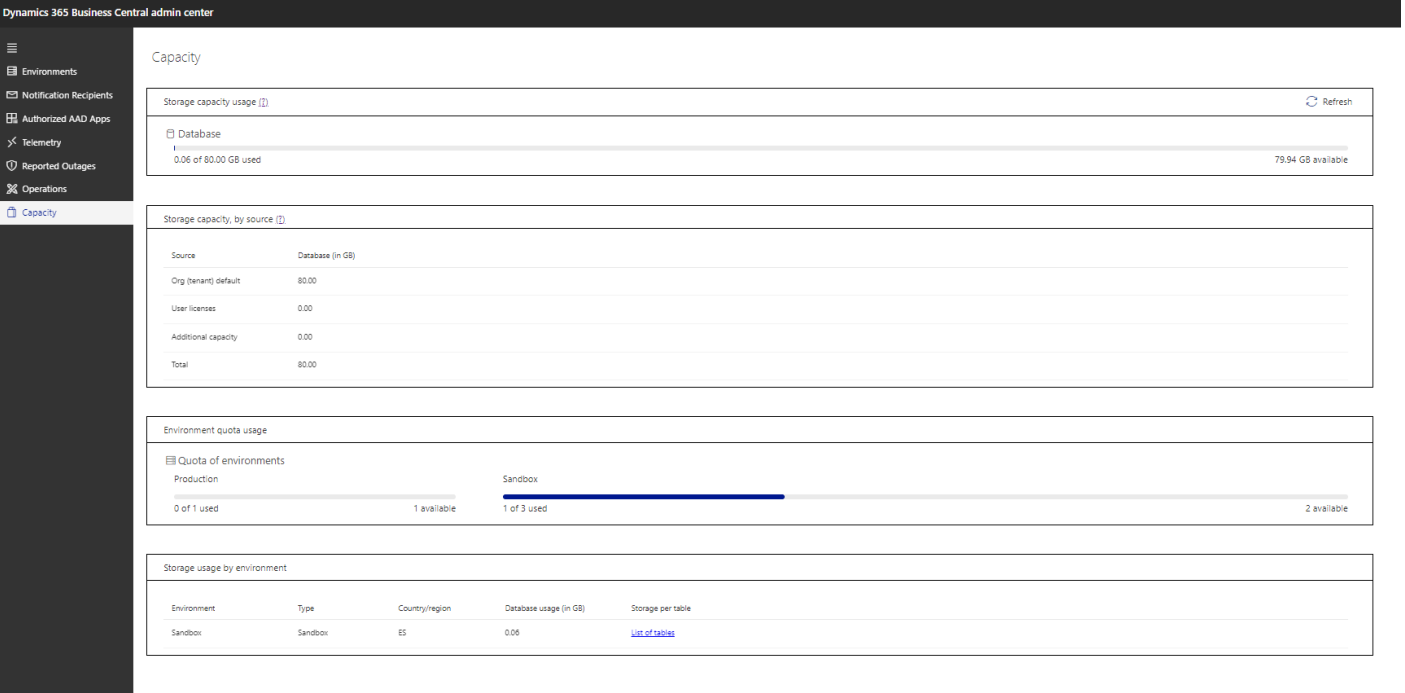 Dynamics 365 Business Central admin center
Environments
Notification Recipients
Authorized AAD Apps
Telemetry
Reported Outages
Operations
Capacity
Capacity
Storage capacity usage (?)
Refresh
Database
0.06 of 80.00 GB used 79.94 GB available
Storage capacity, by source (?)
Source Database (in GB)
Org (tenant) default 80.00
User licenses 0.00
Additional capacity 0.00
Total 80.00
Environment quota usage
Quota of environments
Production Sandbox
0 of 1 used 1 available 1 of 3 used 2 available
Storage usage by environment
Environment Type Country/region Database usage (in GB) Storage per table
Sandbox Sandbox ES 0.06 List of tables